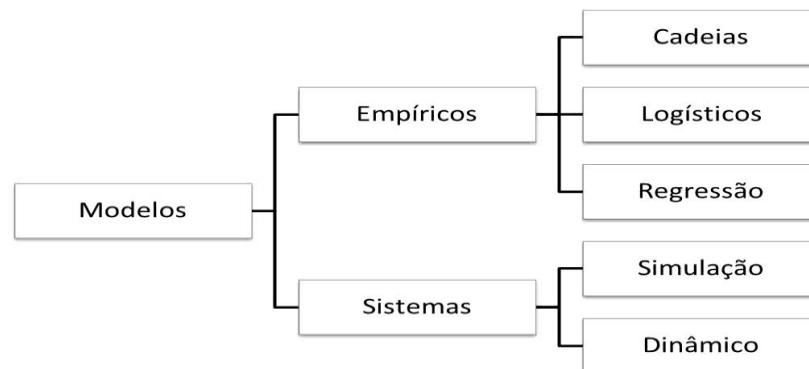 Modelos
Empíricos
Cadeias
Logísticos
Regressão
Sistemas
Simulação
Dinâmico